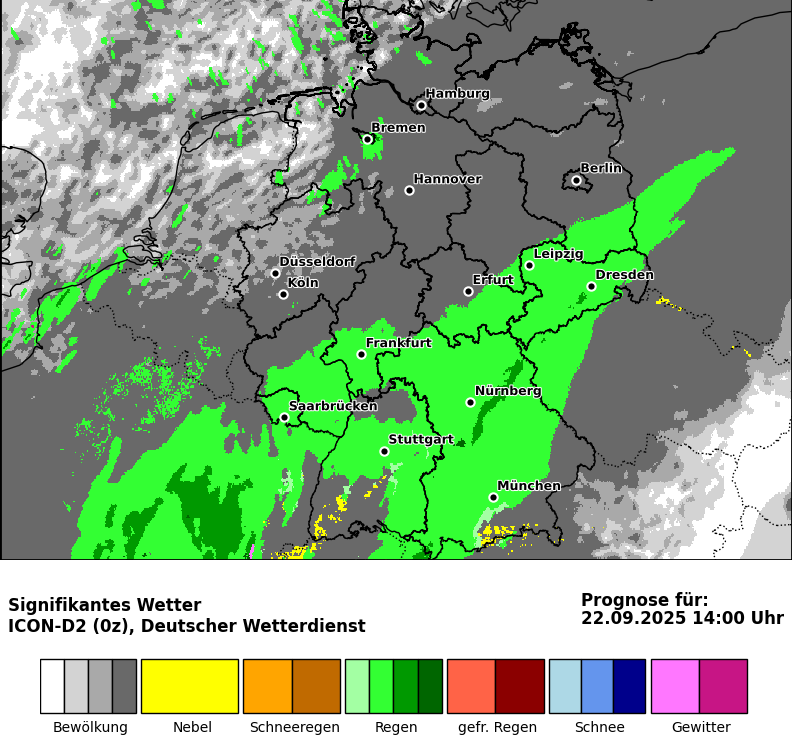 Hamburg
Bremen
Berlin
Hannover
Leipzig
Düsseldorf
Dresden
Köln
Erfurt
Frankfurt
Nürnberg
Saarbrücken
Stuttgart
München
Signifikantes Wetter
ICON-D2 (0z), Deutscher Wetterdienst
Prognose für:
22.09.2025 14:00 Uhr
Bewölkung
Nebel
Schneeregen
Regen
gefr. Regen
Schnee
Gewitter